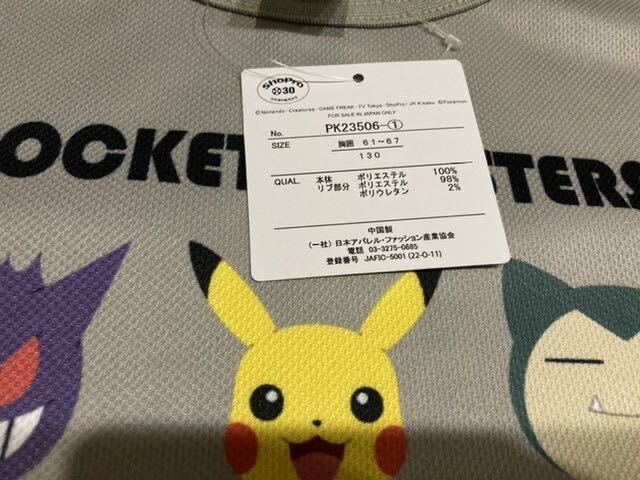 ShoPro
30
©Nintendo・Creatures・GAME FREAK・TV Tokyo・ShoPro・JR Kikaku ©Pokémon
FOR SALE IN JAPAN ONLY
No. PK23506-①
SIZE 胸囲 61～67
130
QUAL. 本体 ポリエステル 100%
リブ部分 ポリエステル 98%
ポリウレタン 2%
中国製
(一社)日本アパレル・ファッション産業協会
電話 03-3275-0685
登録番号 JAFIC-5001 (22-O-11)
OCKET STERS